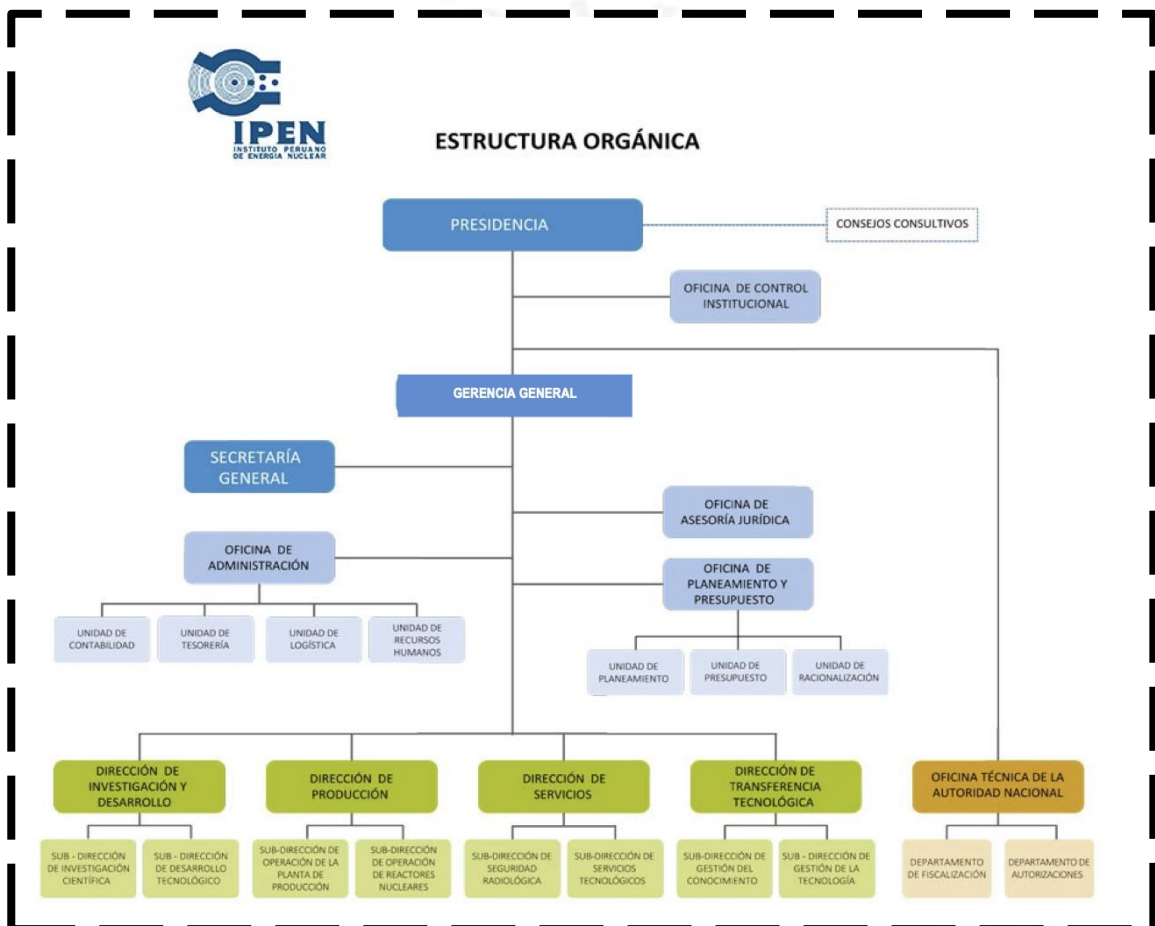 IPEN
INSTITUTO PERUANO
DE ENERGÍA NUCLEAR
ESTRUCTURA ORGÁNICA
PRESIDENCIA
CONSEJOS CONSULTIVOS
OFICINA DE CONTROL
INSTITUCIONAL
GERENCIA GENERAL
SECRETARÍA
GENERAL
OFICINA DE
ASESORÍA JURÍDICA
OFICINA DE
ADMINISTRACIÓN
OFICINA DE
PLANEAMIENTO Y
PRESUPUESTO
UNIDAD DE
CONTABILIDAD
UNIDAD DE
TESORERÍA
UNIDAD DE
LOGÍSTICA
UNIDAD DE
RECURSOS
HUMANOS
UNIDAD DE
PLANEAMIENTO
UNIDAD DE
PRESUPUESTO
UNIDAD DE
RACIONALIZACIÓN
DIRECCIÓN DE
INVESTIGACIÓN Y
DESARROLLO
DIRECCIÓN DE
PRODUCCIÓN
DIRECCIÓN DE
SERVICIOS
DIRECCIÓN DE
TRANSFERENCIA
TECNOLÓGICA
OFICINA TÉCNICA DE LA
AUTORIDAD NACIONAL
SUB - DIRECCIÓN
DE INVESTIGACIÓN
CIENTÍFICA
SUB - DIRECCIÓN
DE DESARROLLO
TECNOLÓGICO
SUB-DIRECCIÓN DE
OPERACIÓN DE LA
PLANTA DE
PRODUCCIÓN
SUB-DIRECCIÓN
DE OPERACIÓN
DE REACTORES
NUCLEARES
SUB-DIRECCIÓN DE
SEGURIDAD
RADIOLÓGICA
SUB-DIRECCIÓN DE
SERVICIOS
TECNOLÓGICOS
SUB-DIRECCIÓN DE
GESTIÓN DEL
CONOCIMIENTO
SUB - DIRECCIÓN DE
GESTIÓN DE LA
TECNOLOGÍA
DEPARTAMENTO
DE FISCALIZACIÓN
DEPARTAMENTO DE
AUTORIZACIONES